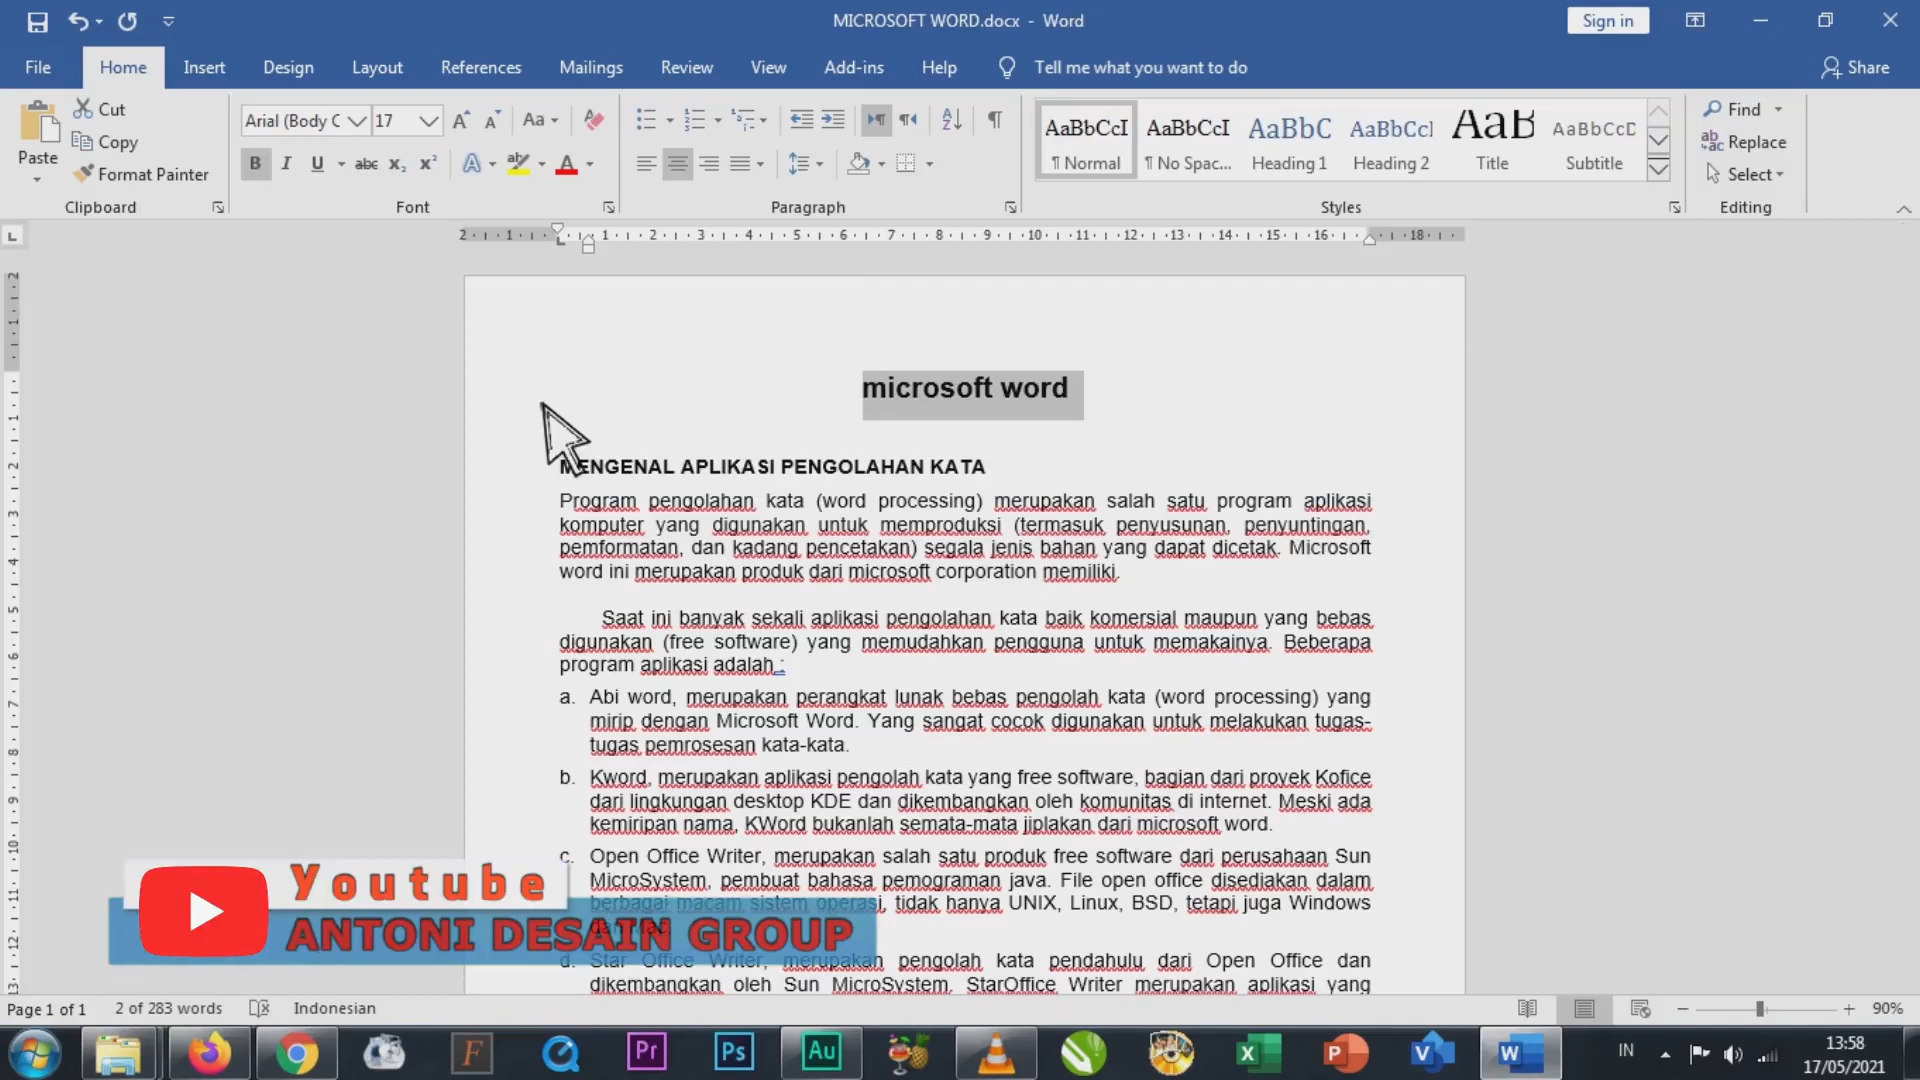 MICROSOFT WORD.docx - Word
Sign in
File Home Insert Design Layout References Mailings Review View Add-ins Help Tell me what you want to do Share
Paste
Cut
Copy
Format Painter
Clipboard
Arial (Body C 17
Font
Paragraph
AaBbCcI AaBbCcI AaBbC AaBbCcI AaB AaBbCcD
¶ Normal ¶ No Spac... Heading 1 Heading 2 Title Subtitle
Styles
Find
Replace
Select
Editing
microsoft word
MENGENAL APLIKASI PENGOLAHAN KATA
Program pengolahan kata (word processing) merupakan salah satu program aplikasi
komputer yang digunakan untuk memproduksi (termasuk penyusunan, penyuntingan,
pemformatan, dan kadang pencetakan) segala jenis bahan yang dapat dicetak. Microsoft
word ini merupakan produk dari microsoft corporation memiliki.
Saat ini banyak sekali aplikasi pengolahan kata baik komersial maupun yang bebas
digunakan (free software) yang memudahkan pengguna untuk memakainya. Beberapa
program aplikasi adalah :
a. Abi word, merupakan perangkat lunak bebas pengolah kata (word processing) yang
mirip dengan Microsoft Word. Yang sangat cocok digunakan untuk melakukan tugas-
tugas pemrosesan kata-kata.
b. Kword, merupakan aplikasi pengolah kata yang free software, bagian dari proyek Kofice
dari lingkungan desktop KDE dan dikembangkan oleh komunitas di internet. Meski ada
kemiripan nama, KWord bukanlah semata-mata jiplakan dari microsoft word.
c. Open Office Writer, merupakan salah satu produk free software dari perusahaan Sun
MicroSystem, pembuat bahasa pemograman java. File open office disediakan dalam
berbagai macam sistem operasi, tidak hanya UNIX, Linux, BSD, tetapi juga Windows
dan Mac.
d. Star Office Writer, merupakan pengolah kata pendahulu dari Open Office dan
dikembangkan oleh Sun MicroSystem. StarOffice Writer merupakan aplikasi yang
Youtube
ANTONI DESAIN GROUP
Page 1 of 1 2 of 283 words Indonesian 90%
IN 13:58
17/05/2021